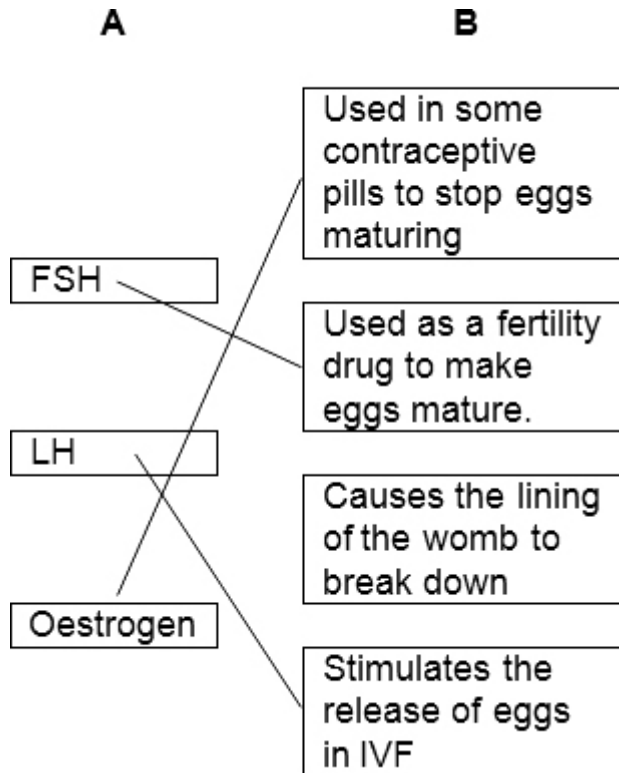 A
B
Used in some
contraceptive
pills to stop eggs
maturing
FSH
Used as a fertility
drug to make
eggs mature.
LH
Causes the lining
of the womb to
break down
Oestrogen
Stimulates the
release of eggs
in IVF